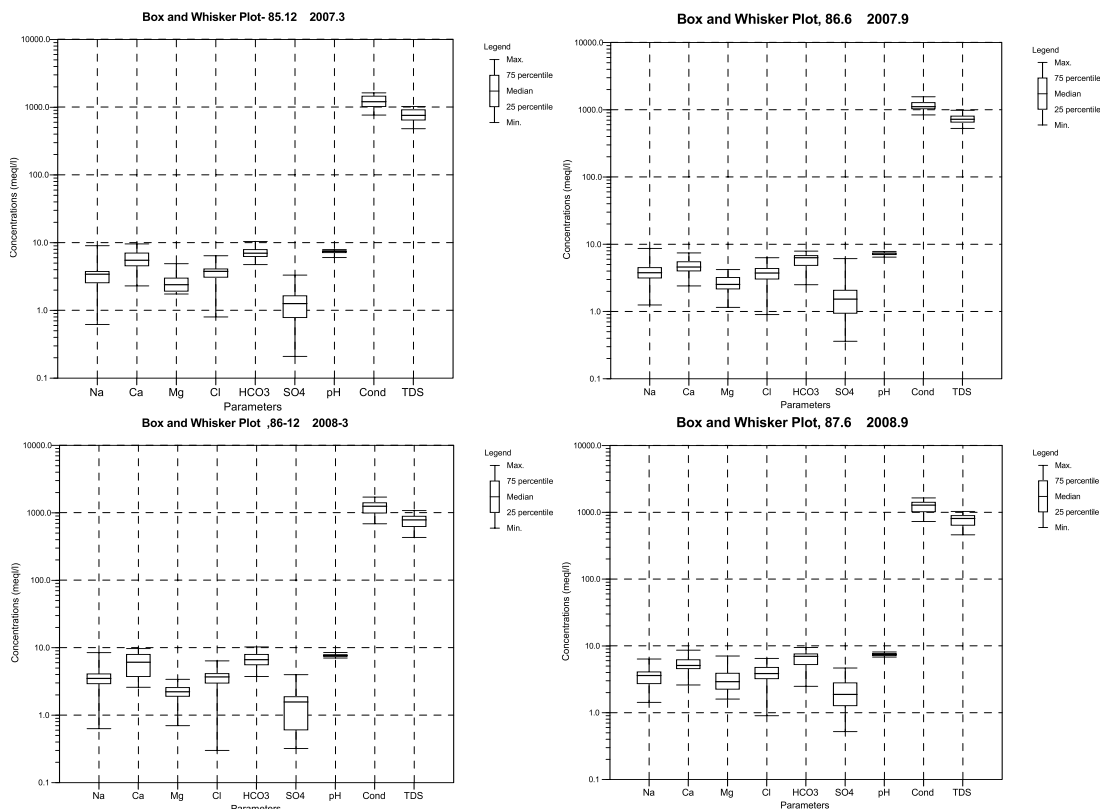 Box and Whisker Plot- 85.12 2007.3
10000.0
1000.0
100.0
10.0
1.0
0.1
Concentrations (meql/l)
Na Ca Mg Cl HCO3 SO4 pH Cond TDS
Parameters
Legend
Max.
75 percentile
Median
25 percentile
Min.
Box and Whisker Plot, 86.6 2007.9
10000.0
1000.0
100.0
10.0
1.0
0.1
Concentrations (meql/l)
Na Ca Mg Cl HCO3 SO4 pH Cond TDS
Parameters
Legend
Max.
75 percentile
Median
25 percentile
Min.
Box and Whisker Plot ,86-12 2008-3
10000.0
1000.0
100.0
10.0
1.0
0.1
Concentrations (meql/l)
Na Ca Mg Cl HCO3 SO4 pH Cond TDS
Parameters
Legend
Max.
75 percentile
Median
25 percentile
Min.
Box and Whisker Plot, 87.6 2008.9
10000.0
1000.0
100.0
10.0
1.0
0.1
Concentrations (meql/l)
Na Ca Mg Cl HCO3 SO4 pH Cond TDS
Parameters
Legend
Max.
75 percentile
Median
25 percentile
Min.